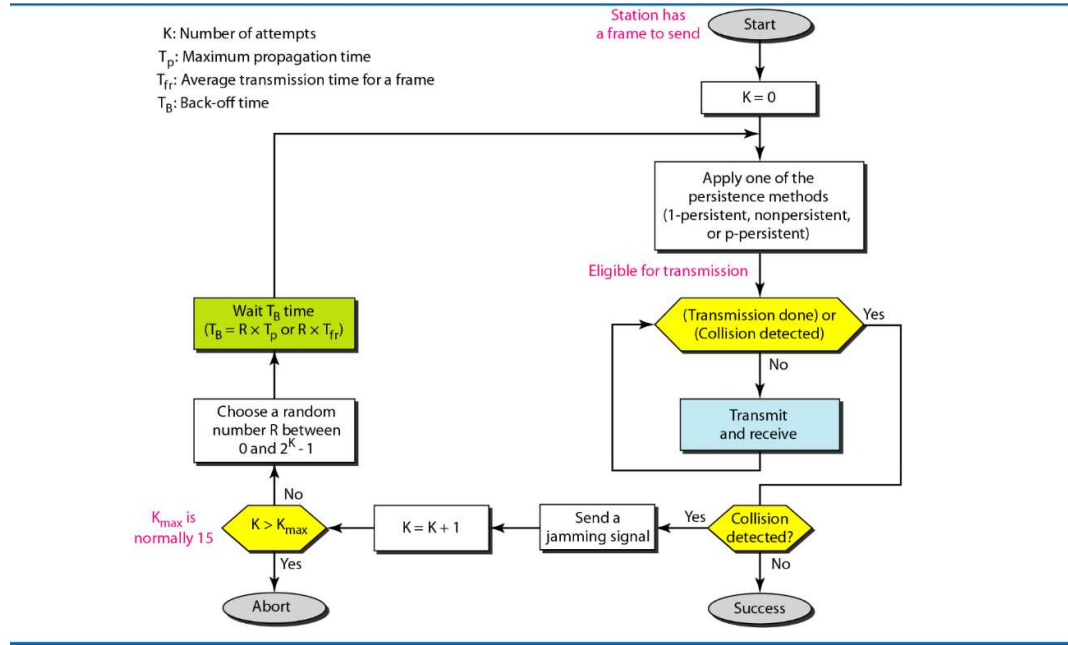 K: Number of attempts
Tp: Maximum propagation time
Tfr: Average transmission time for a frame
TB: Back-off time
Station has
a frame to send
Start
K = 0
Apply one of the
persistence methods
(1-persistent, nonpersistent,
or p-persistent)
Eligible for transmission
(Transmission done) or
(Collision detected)
Yes
No
Transmit
and receive
Wait TB time
(TB = R × Tp or R × Tfr)
Choose a random
number R between
0 and 2^K - 1
No
Kmax is
normally 15
K > Kmax
Yes
Abort
K = K + 1
Send a
jamming signal
Yes
Collision
detected?
No
Success